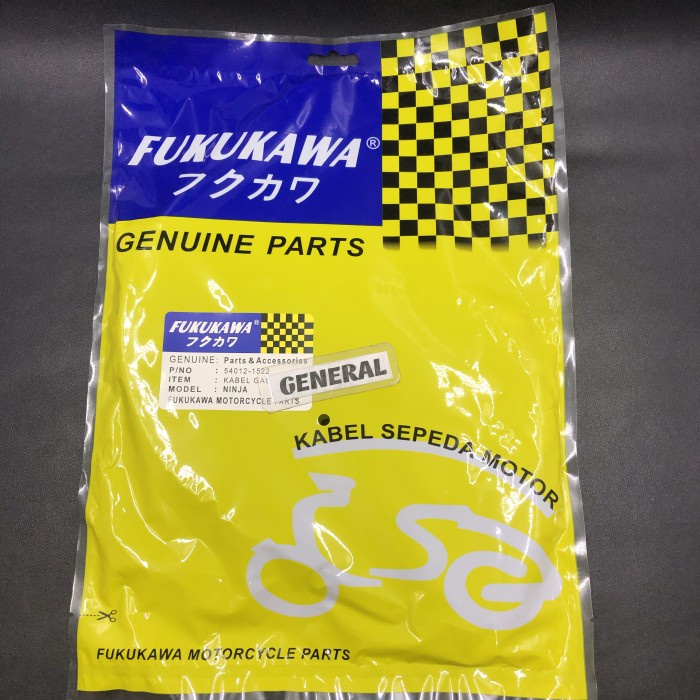 FUKUKAWA®
フクカワ
GENUINE PARTS
FUKUKAWA®
フクカワ
GENUINE: Parts & Accessories
P/NO : 54012-1522
ITEM : KABEL
MODEL : NINJA
FUKUKAWA MOTORCYCLE PARTS
GENERAL
KABEL SEPEDA MOTOR
FUKUKAWA MOTORCYCLE PARTS